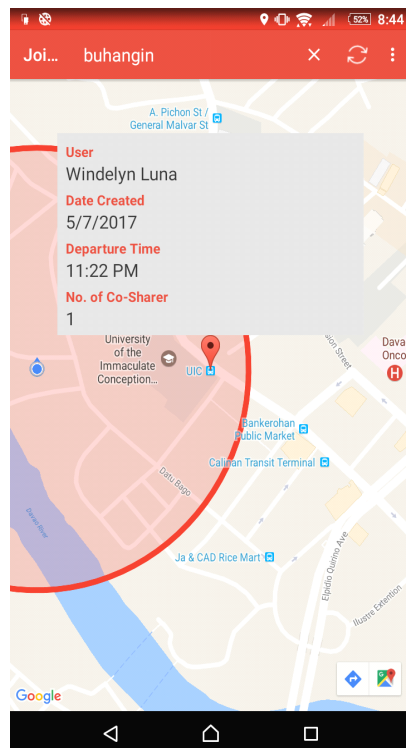 52% 8:44
Joi... buhangin
A. Pichon St /
General Malvar St
User
Windelyn Luna
Date Created
5/7/2017
Departure Time
11:22 PM
No. of Co-Sharer
1
University
of the
Immaculate
Conception...
UIC
Dava
Onco
H
Bankerohan
Public Market
Calinan Transit Terminal
Datu Bago
Davao River
Ja & CAD Rice Mart
Elpidio Quirino Ave
Ilustre Extention
Google